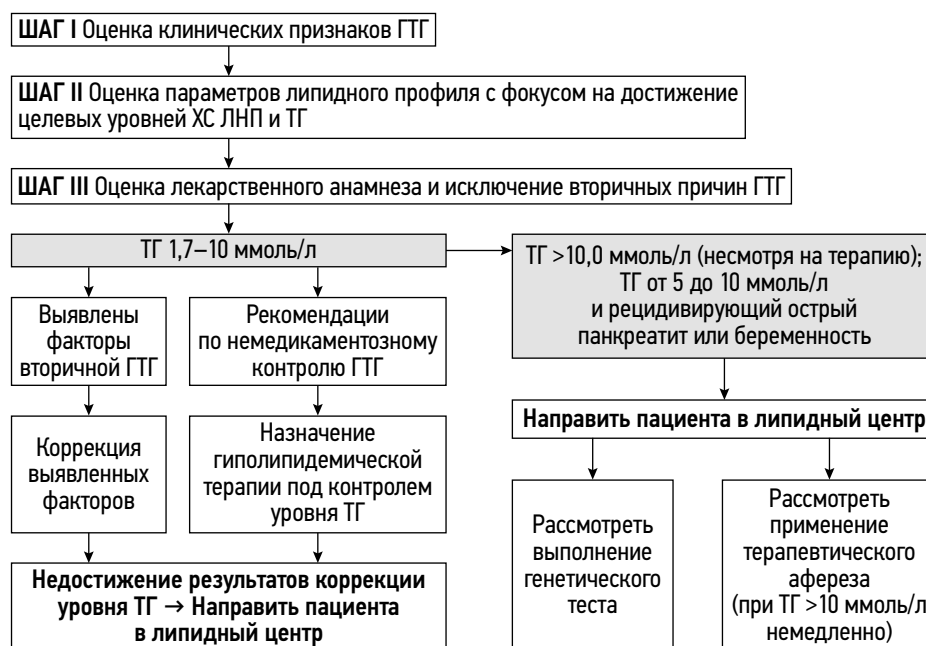 ШАГ I Оценка клинических признаков ГТГ
ШАГ II Оценка параметров липидного профиля с фокусом на достижение
целевых уровней ХС ЛНП и ТГ
ШАГ III Оценка лекарственного анамнеза и исключение вторичных причин ГТГ
ТГ 1,7–10 ммоль/л
ТГ >10,0 ммоль/л (несмотря на терапию);
ТГ от 5 до 10 ммоль/л
и рецидивирующий острый
панкреатит или беременность
Выявлены
факторы
вторичной ГТГ
Рекомендации
по немедикаментозному
контролю ГТГ
Коррекция
выявленных
факторов
Назначение
гиполипидемической
терапии под контролем
уровня ТГ
Недостижение результатов коррекции
уровня ТГ → Направить пациента
в липидный центр
Направить пациента в липидный центр
Рассмотреть
выполнение
генетического
теста
Рассмотреть
применение
терапевтического
афереза
(при ТГ >10 ммоль/л
немедленно)